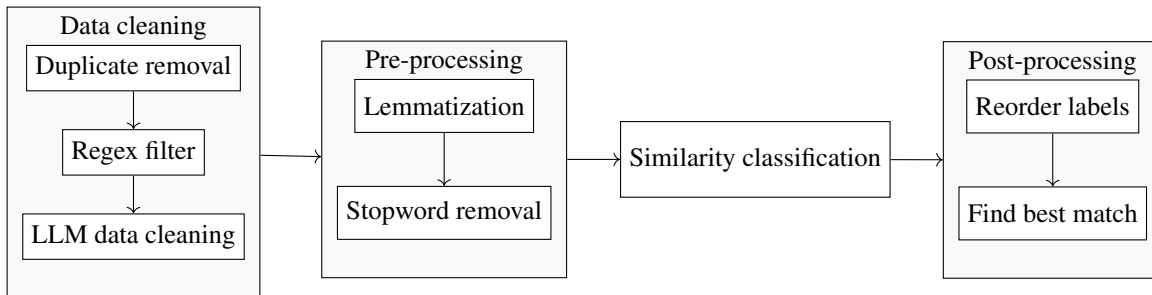 Data cleaning
Duplicate removal
Regex filter
LLM data cleaning
Pre-processing
Lemmatization
Stopword removal
Similarity classification
Post-processing
Reorder labels
Find best match